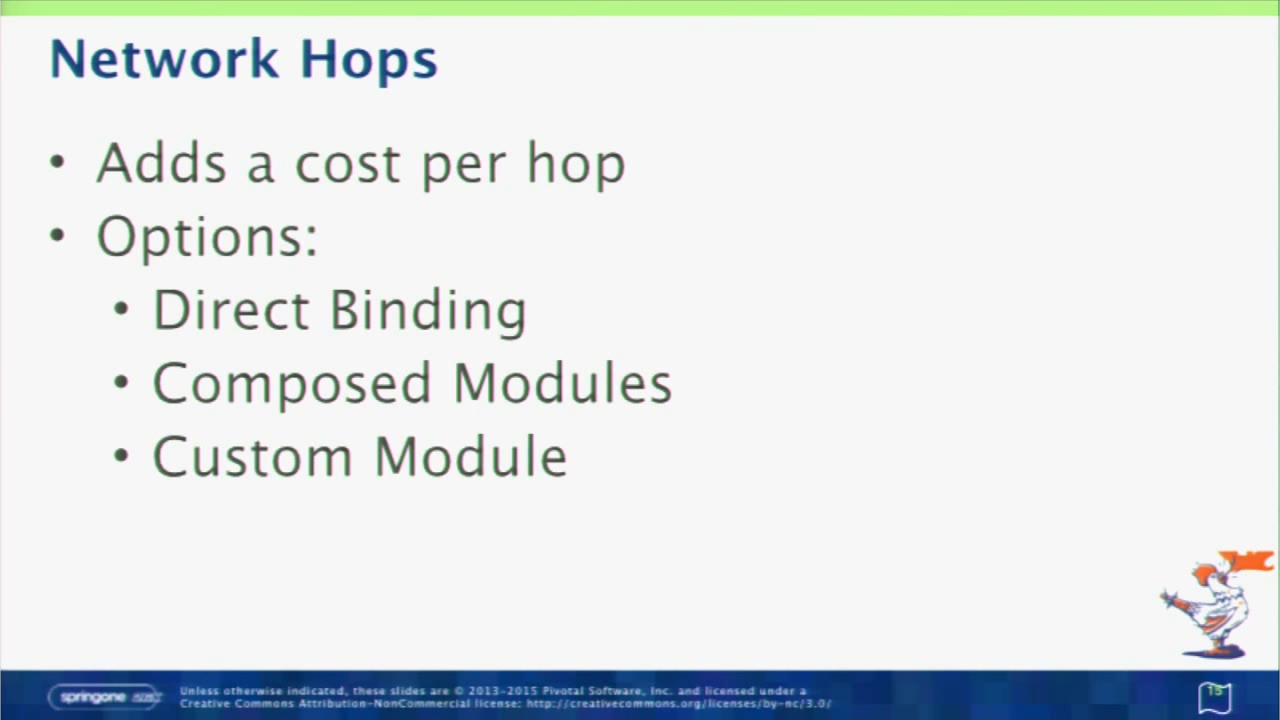 Network Hops
• Adds a cost per hop
• Options:
• Direct Binding
• Composed Modules
• Custom Module
springone
Unless otherwise indicated, these slides are © 2013-2015 Pivotal Software, Inc. and licensed under a
Creative Commons Attribution-NonCommercial license: http://creativecommons.org/licenses/by-nc/3.0/